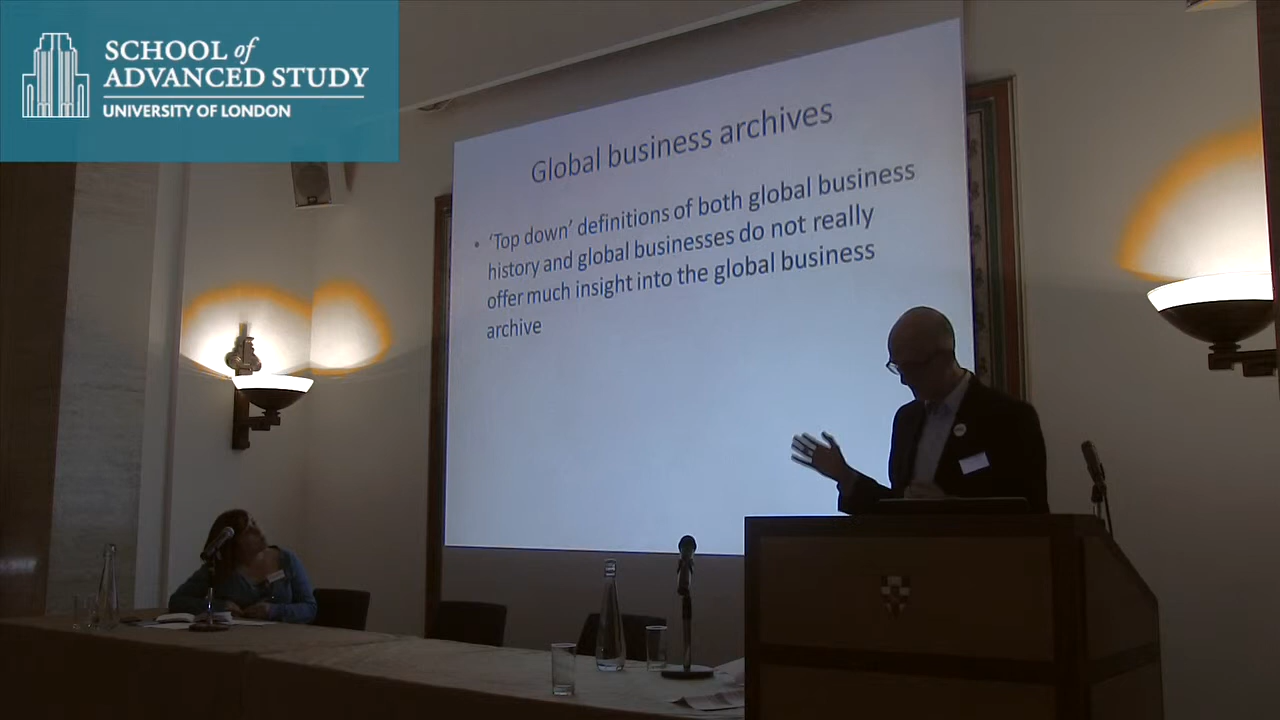 SCHOOL of
ADVANCED STUDY
UNIVERSITY OF LONDON
Global business archives
• ‘Top down’ definitions of both global business
history and global businesses do not really
offer much insight into the global business
archive